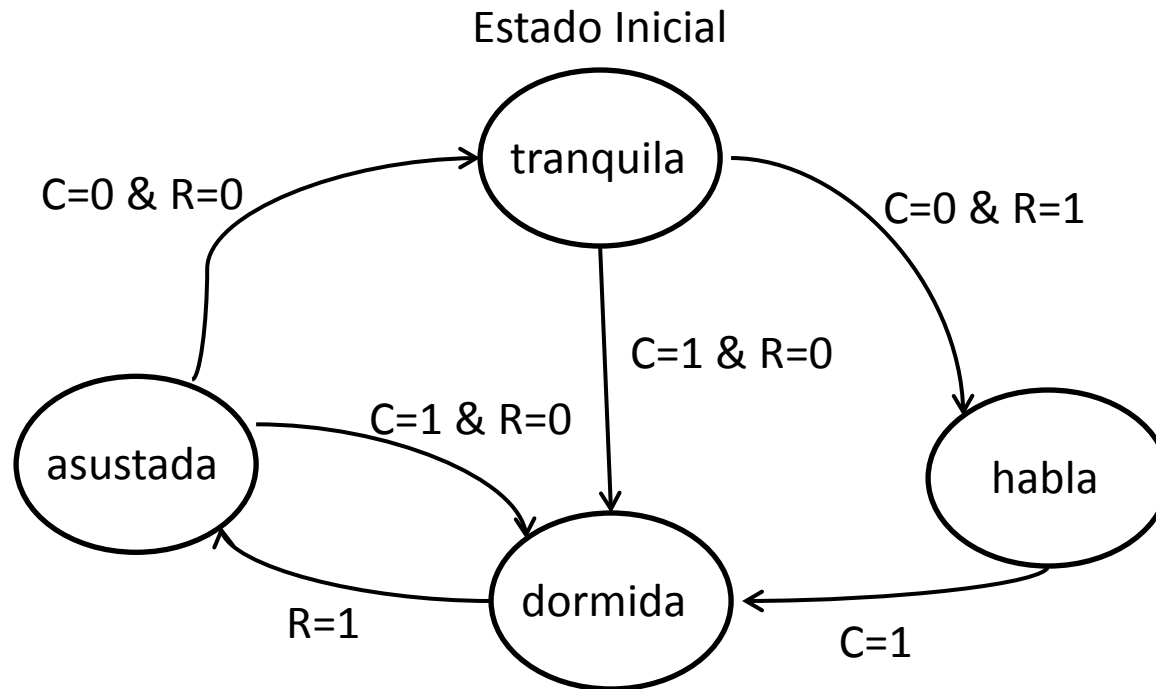 Estado Inicial
tranquila
C=0 & R=0
C=0 & R=1
C=1 & R=0
C=1 & R=0
asustada
habla
dormida
R=1
C=1